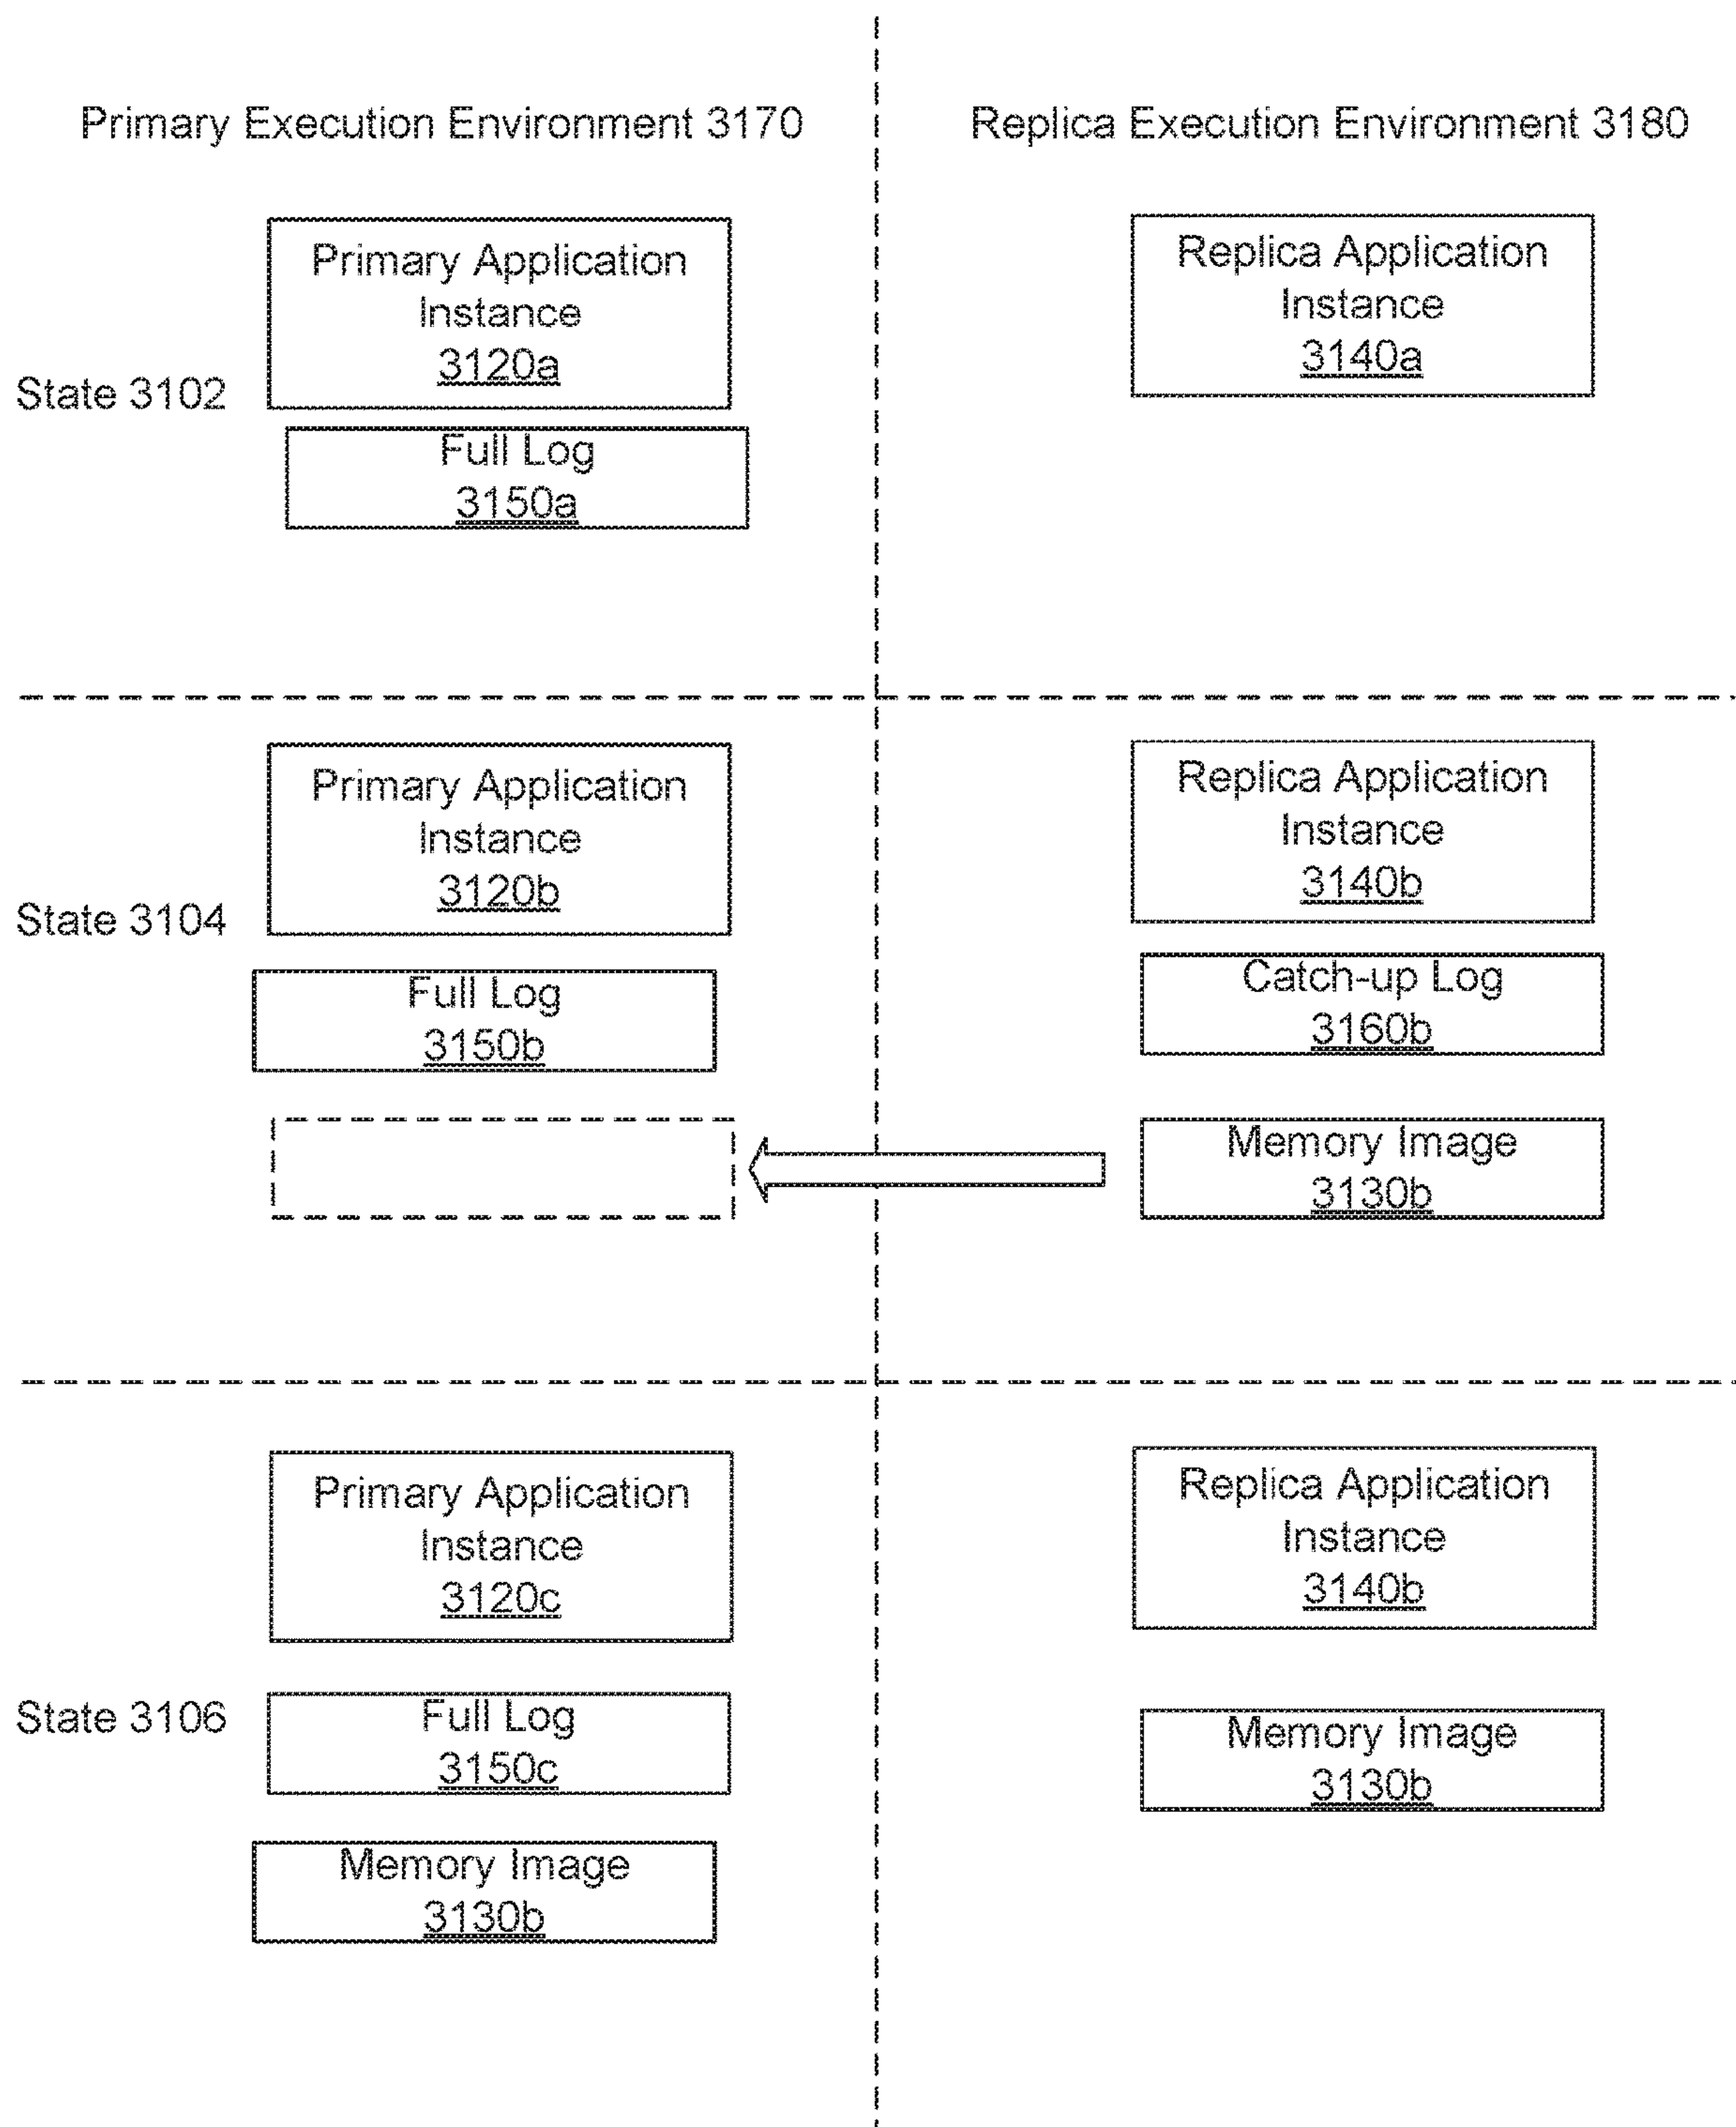 Primary Execution Environment 3170
Replica Execution Environment 3180
State 3102
Primary Application
Instance
3120a
Full Log
3150a
Replica Application
Instance
3140a
State 3104
Primary Application
Instance
3120b
Full Log
3150b
Replica Application
Instance
3140b
Catch-up Log
3160b
Memory Image
3130b
State 3106
Primary Application
Instance
3120c
Full Log
3150c
Memory Image
3130b
Replica Application
Instance
3140b
Memory Image
3130b